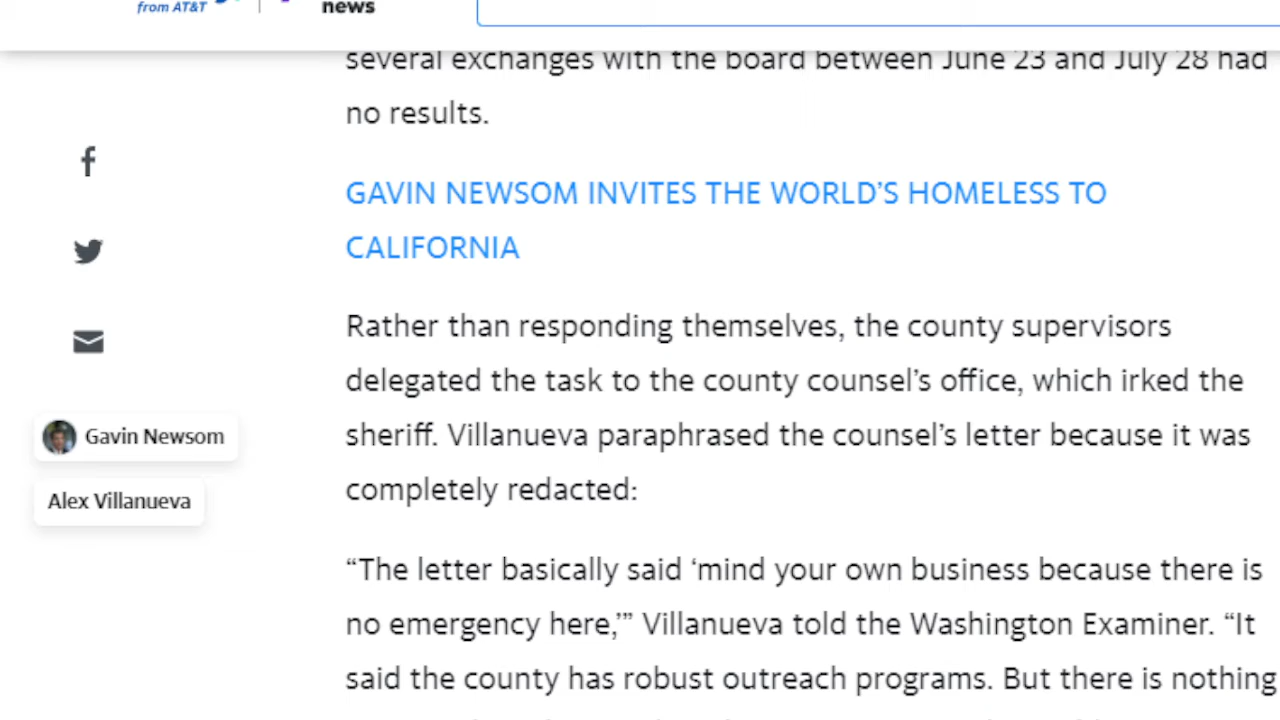 from AT&T
news
several exchanges with the board between June 23 and July 28 had
no results.
GAVIN NEWSOM INVITES THE WORLD’S HOMELESS TO
CALIFORNIA
Rather than responding themselves, the county supervisors
delegated the task to the county counsel’s office, which irked the
sheriff. Villanueva paraphrased the counsel’s letter because it was
completely redacted:
Gavin Newsom
Alex Villanueva
“The letter basically said ‘mind your own business because there is
no emergency here,’” Villanueva told the Washington Examiner. “It
said the county has robust outreach programs. But there is nothing